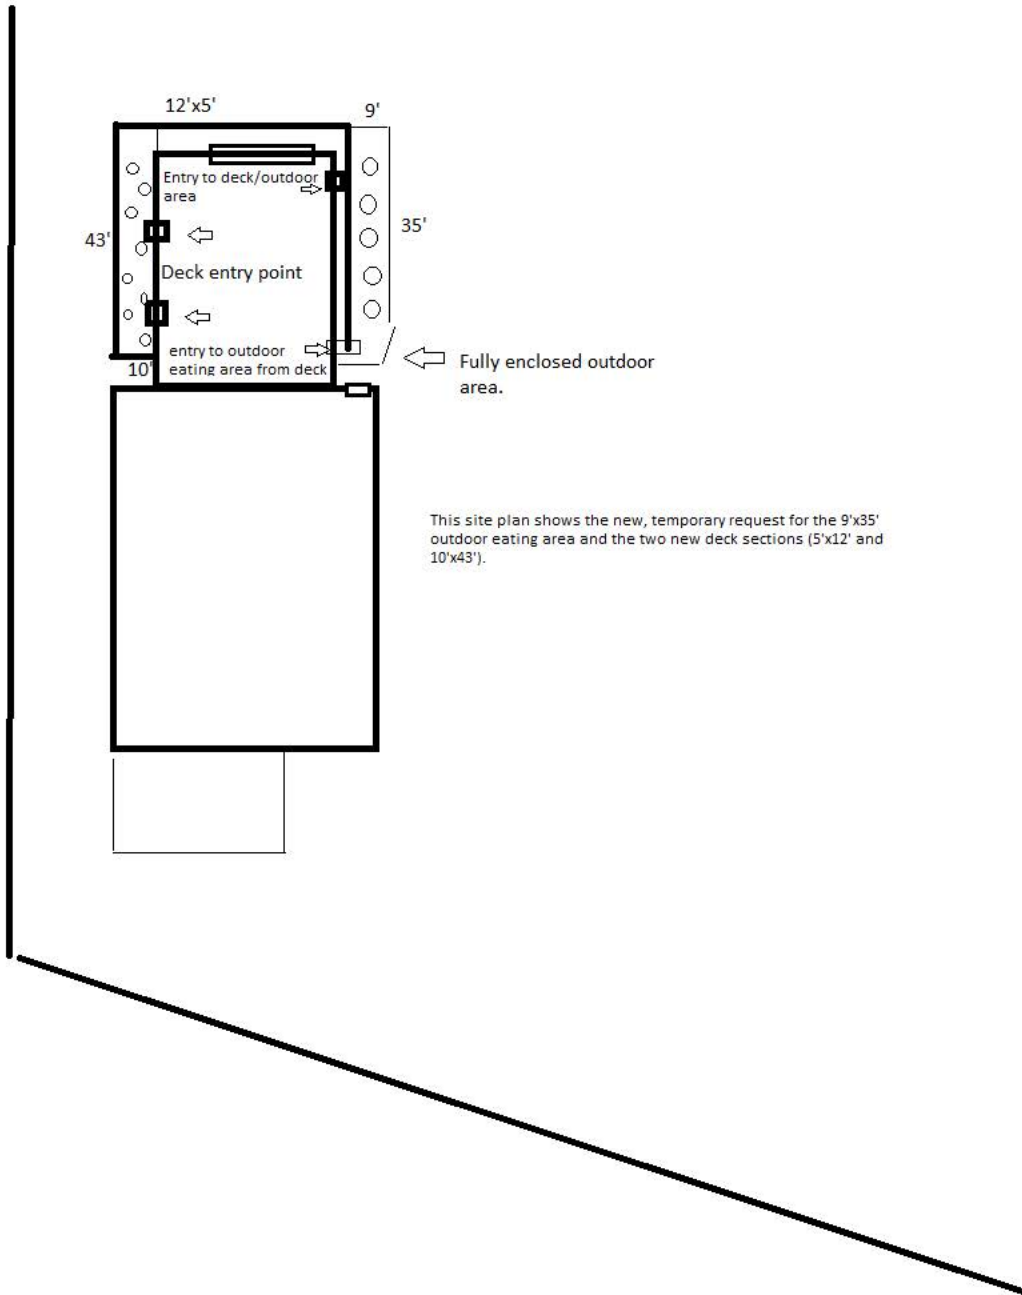 12'x5'
9'
Entry to deck/outdoor
area
35'
43'
Deck entry point
entry to outdoor
eating area from deck
10'
Fully enclosed outdoor
area.
This site plan shows the new, temporary request for the 9'x35'
outdoor eating area and the two new deck sections (5'x12' and
10'x43').